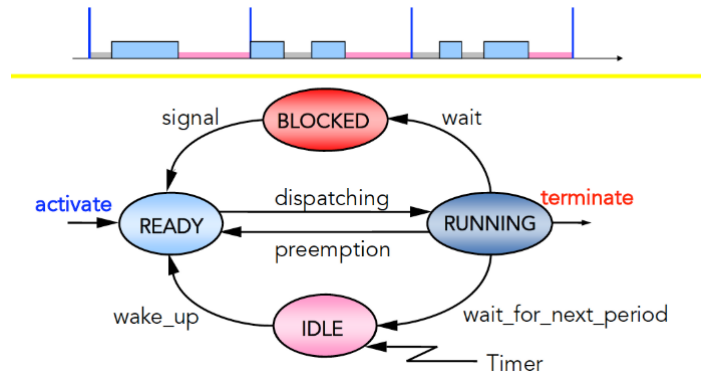 signal
BLOCKED
wait
activate
READY
dispatching
preemption
RUNNING
terminate
wake_up
IDLE
wait_for_next_period
Timer